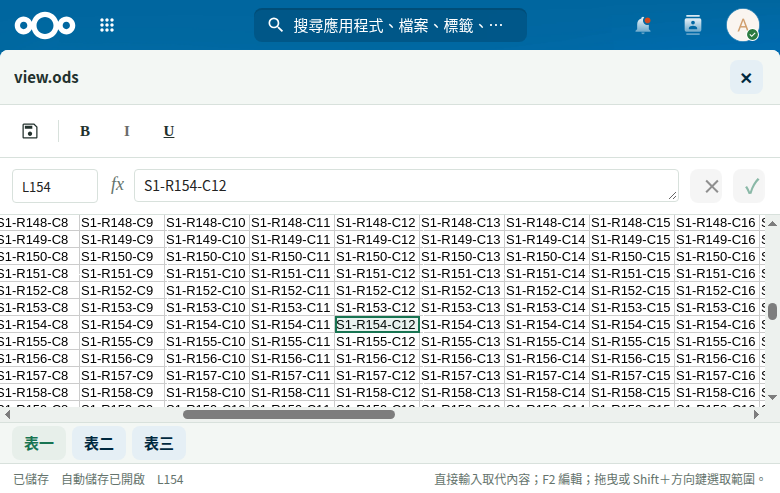 搜尋應用程式、檔案、標籤、…
A
view.ods
B I U
L154 fx S1-R154-C12
S1-R148-C8 S1-R148-C9 S1-R148-C10 S1-R148-C11 S1-R148-C12 S1-R148-C13 S1-R148-C14 S1-R148-C15 S1-R148-C16
S1-R149-C8 S1-R149-C9 S1-R149-C10 S1-R149-C11 S1-R149-C12 S1-R149-C13 S1-R149-C14 S1-R149-C15 S1-R149-C16
S1-R150-C8 S1-R150-C9 S1-R150-C10 S1-R150-C11 S1-R150-C12 S1-R150-C13 S1-R150-C14 S1-R150-C15 S1-R150-C16
S1-R151-C8 S1-R151-C9 S1-R151-C10 S1-R151-C11 S1-R151-C12 S1-R151-C13 S1-R151-C14 S1-R151-C15 S1-R151-C16
S1-R152-C8 S1-R152-C9 S1-R152-C10 S1-R152-C11 S1-R152-C12 S1-R152-C13 S1-R152-C14 S1-R152-C15 S1-R152-C16
S1-R153-C8 S1-R153-C9 S1-R153-C10 S1-R153-C11 S1-R153-C12 S1-R153-C13 S1-R153-C14 S1-R153-C15 S1-R153-C16
S1-R154-C8 S1-R154-C9 S1-R154-C10 S1-R154-C11 S1-R154-C12 S1-R154-C13 S1-R154-C14 S1-R154-C15 S1-R154-C16
S1-R155-C8 S1-R155-C9 S1-R155-C10 S1-R155-C11 S1-R155-C12 S1-R155-C13 S1-R155-C14 S1-R155-C15 S1-R155-C16
S1-R156-C8 S1-R156-C9 S1-R156-C10 S1-R156-C11 S1-R156-C12 S1-R156-C13 S1-R156-C14 S1-R156-C15 S1-R156-C16
S1-R157-C8 S1-R157-C9 S1-R157-C10 S1-R157-C11 S1-R157-C12 S1-R157-C13 S1-R157-C14 S1-R157-C15 S1-R157-C16
S1-R158-C8 S1-R158-C9 S1-R158-C10 S1-R158-C11 S1-R158-C12 S1-R158-C13 S1-R158-C14 S1-R158-C15 S1-R158-C16
表一 表二 表三
已儲存 自動儲存已開啟 L154 直接輸入取代內容；F2 編輯；拖曳或 Shift＋方向鍵選取範圍。